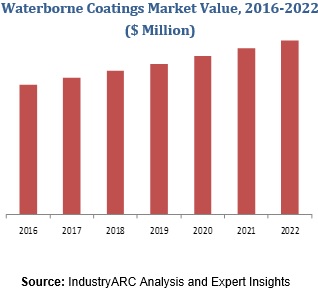 Waterborne Coatings Market Value, 2016-2022
($ Million)
2016 2017 2018 2019 2020 2021 2022
Source: IndustryARC Analysis and Expert Insights